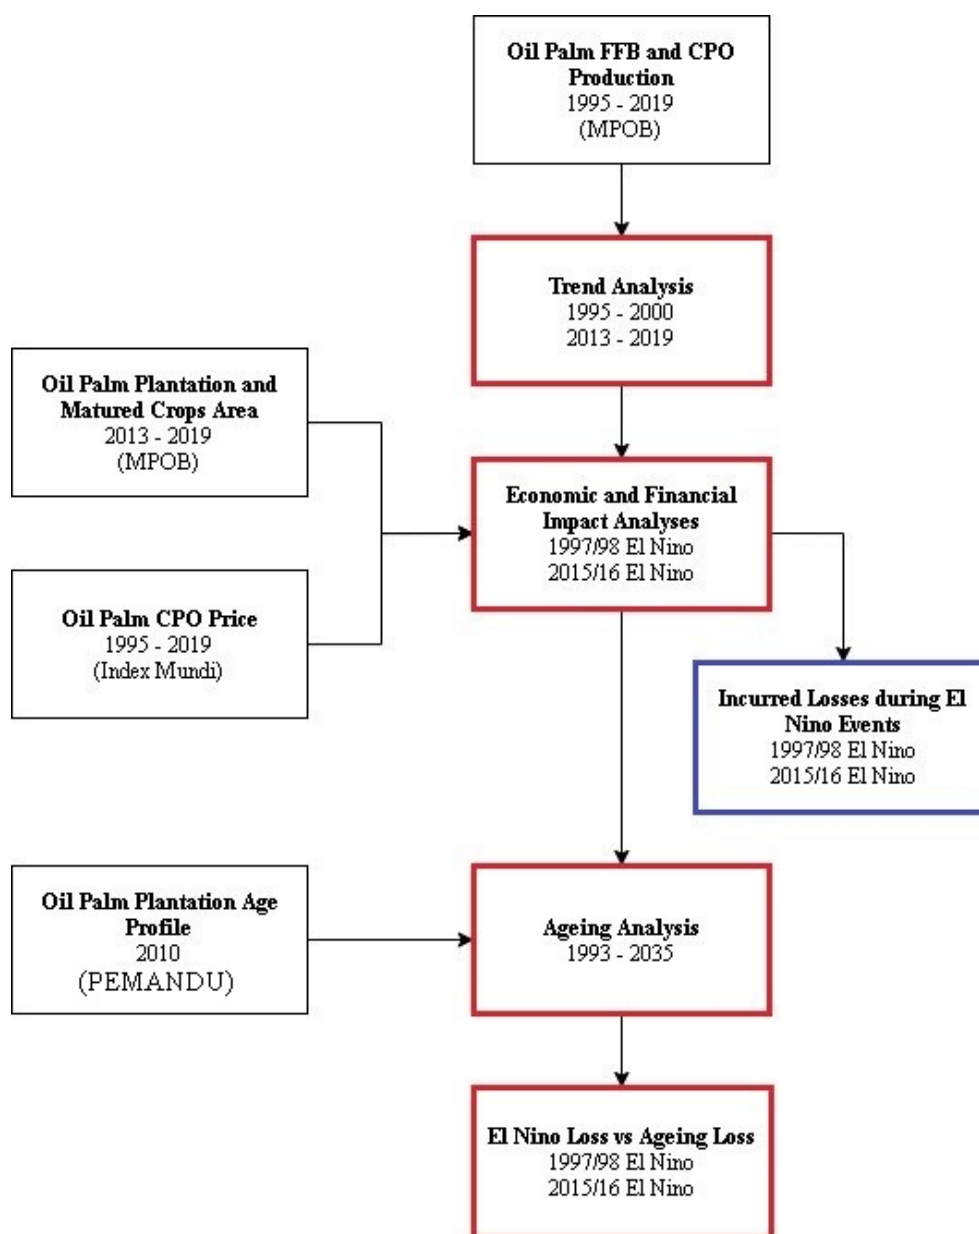 Oil Palm FFB and CPO
Production
1995 - 2019
(MPOB)
Trend Analysis
1995 - 2000
2013 - 2019
Oil Palm Plantation and
Matured Crops Area
2013 - 2019
(MPOB)
Economic and Financial
Impact Analyses
1997/98 El Nino
2015/16 El Nino
Oil Palm CPO Price
1995 - 2019
(Index Mundi)
Incurred Losses during El
Nino Events
1997/98 El Nino
2015/16 El Nino
Oil Palm Plantation Age
Profile
2010
(PEMANDU)
Ageing Analysis
1993 - 2035
El Nino Loss vs Ageing Loss
1997/98 El Nino
2015/16 El Nino